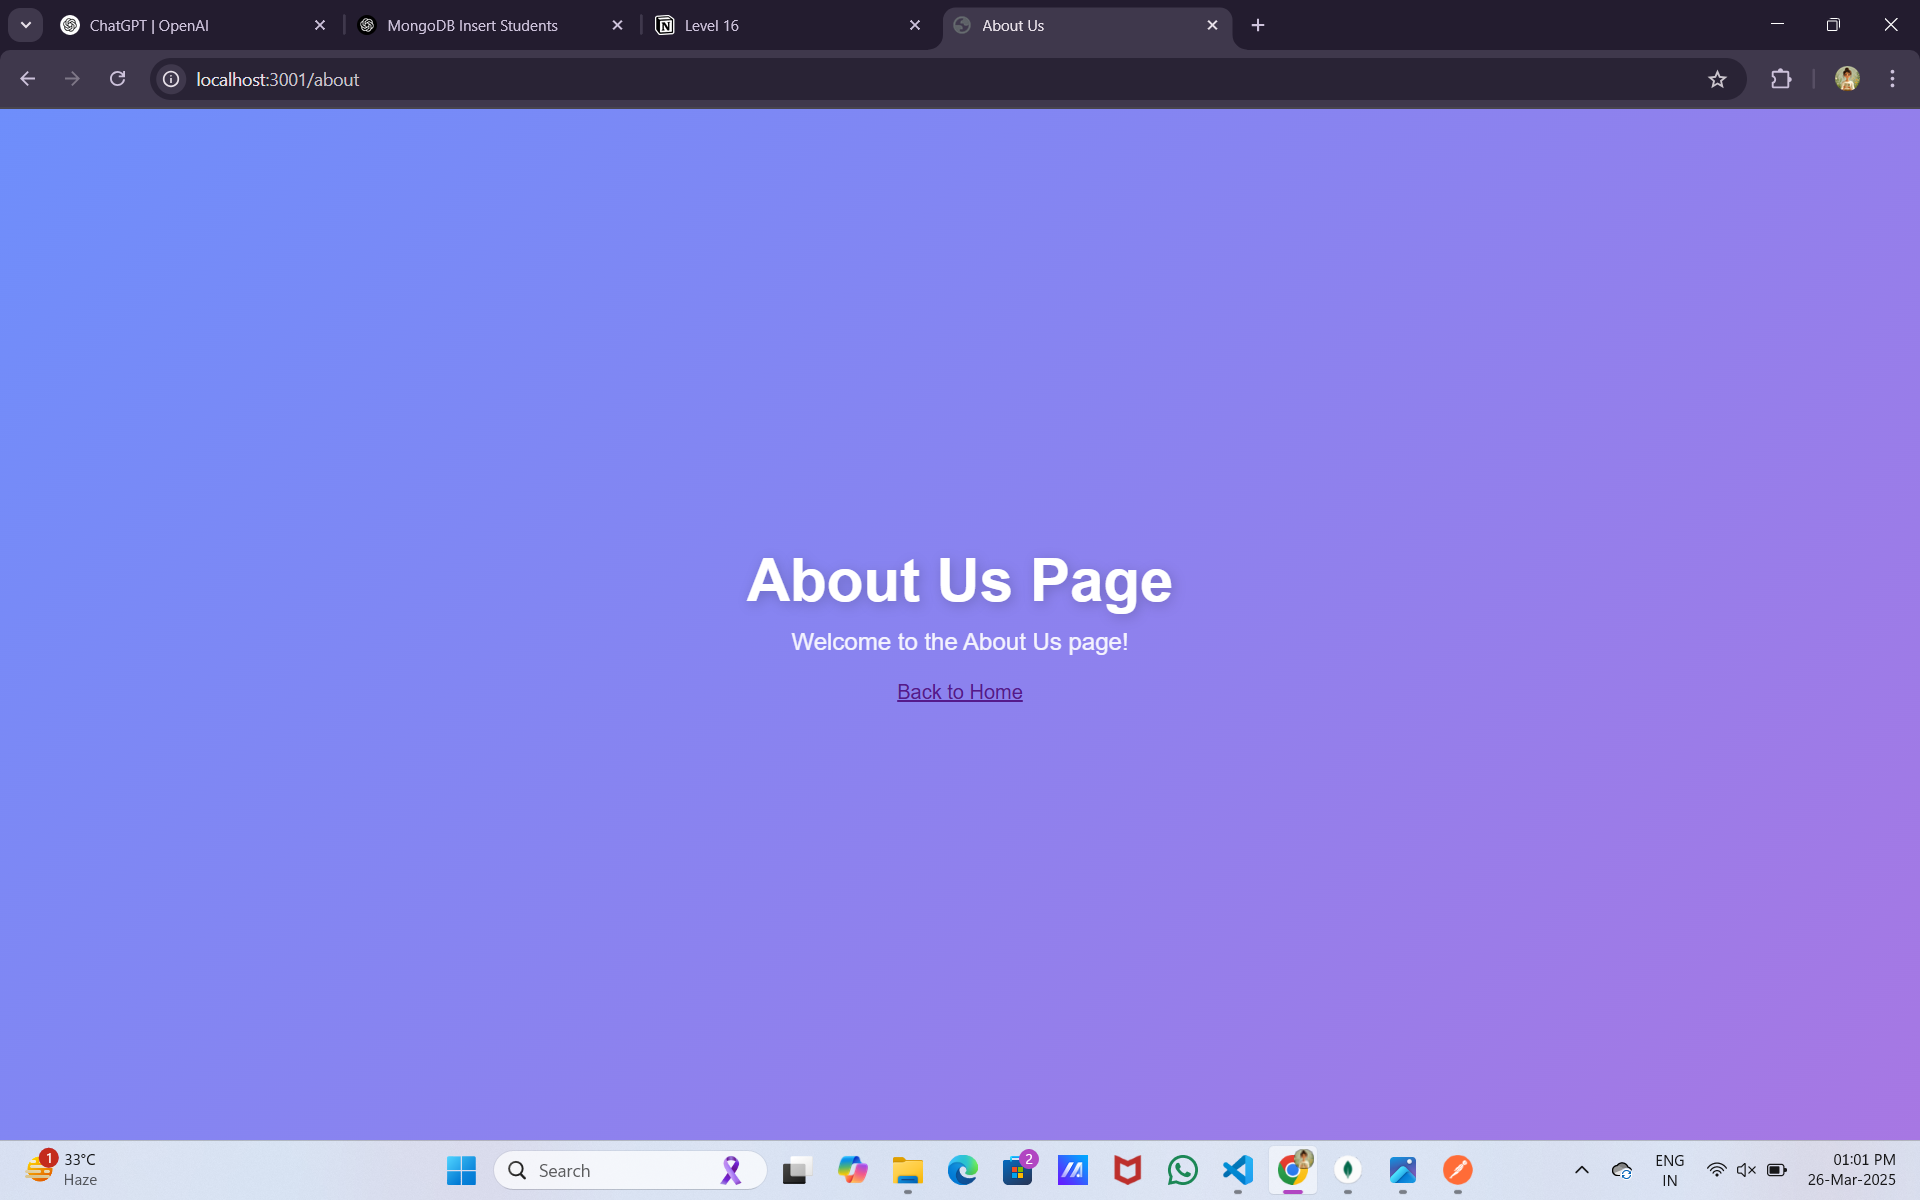 ChatGPT | OpenAI
MongoDB Insert Students
Level 16
About Us
localhost:3001/about
About Us Page
Welcome to the About Us page!
Back to Home
1
33°C
Haze
Search
2
ENG
IN
01:01 PM
26-Mar-2025